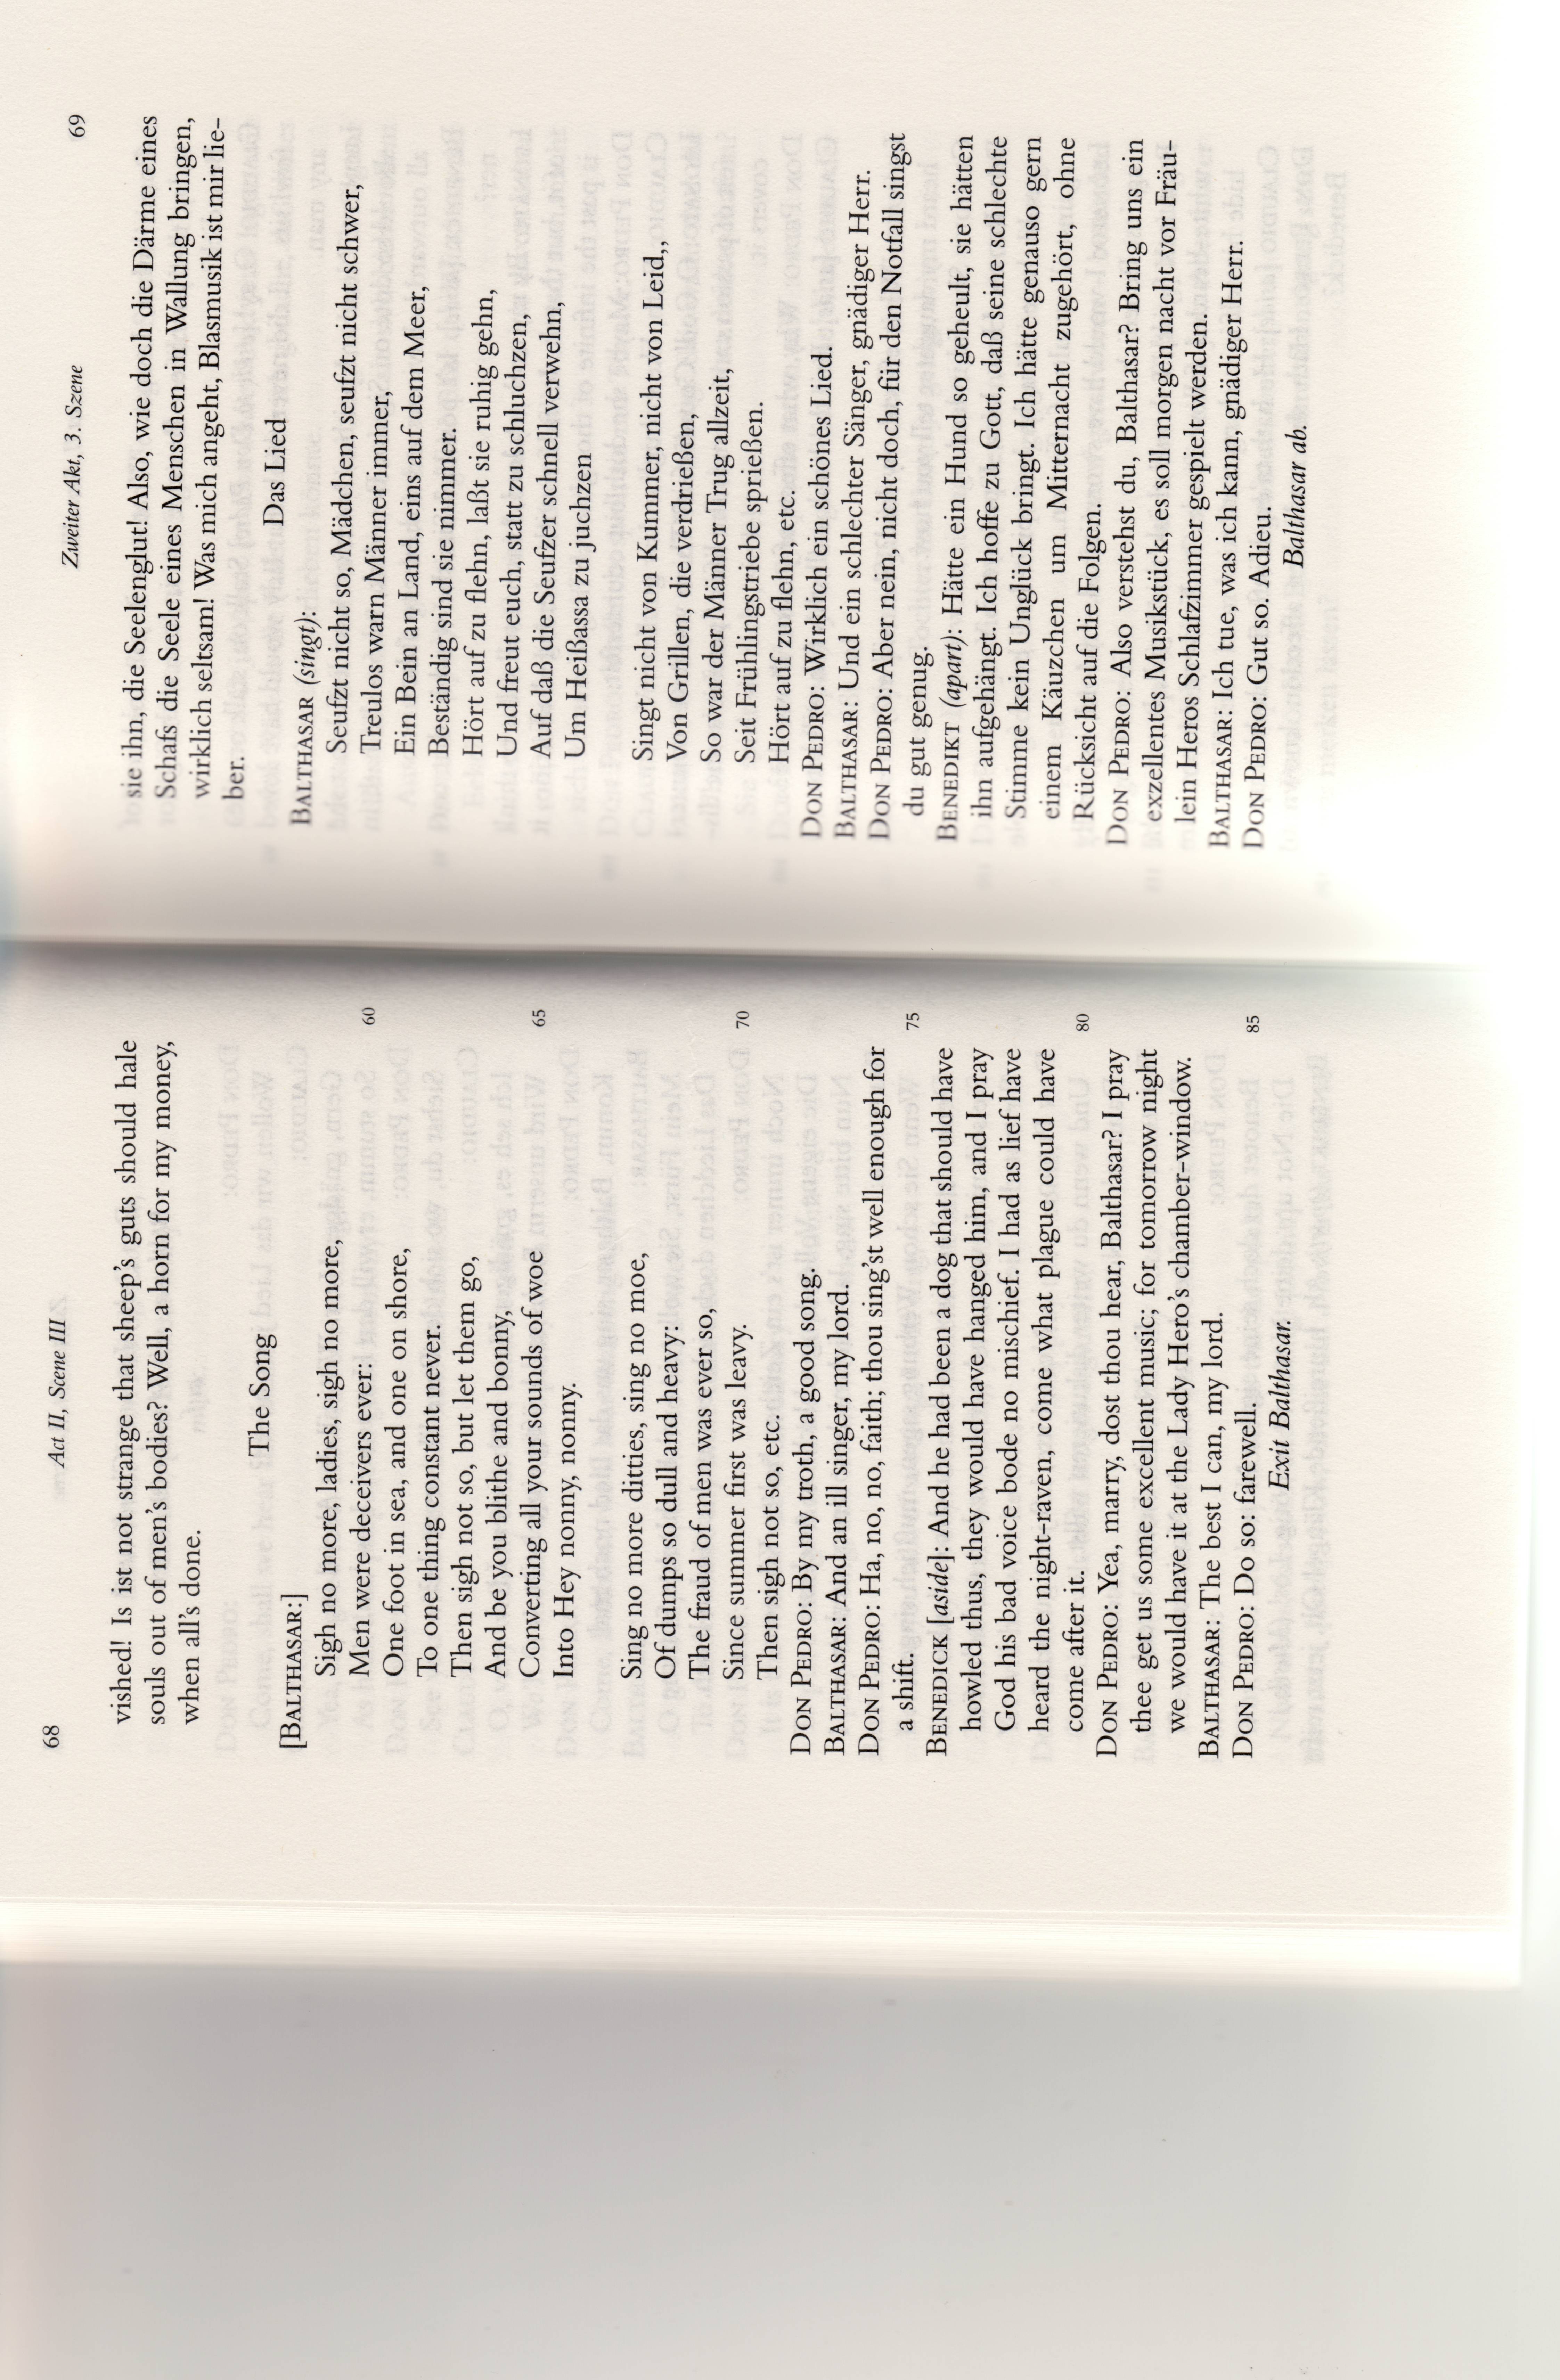 68
Act II, Scene III
vished! Is ist not strange that sheep's guts should hale
souls out of men's bodies? Well, a horn for my money,
when all's done.
The Song
[BALTHASAR:]
Sigh no more, ladies, sigh no more,
Men were deceivers ever:
60
One foot in sea, and one on shore,
To one thing constant never.
Then sigh not so, but let them go,
And be you blithe and bonny,
Converting all your sounds of woe
65
Into Hey nonny, nonny.
Sing no more ditties, sing no moe,
Of dumps so dull and heavy:
The fraud of men was ever so,
Since summer first was leavy.
70
Then sigh not so, etc.
DON PEDRO: By my troth, a good song.
BALTHASAR: And an ill singer, my lord.
DON PEDRO: Ha, no, no, faith; thou sing'st well enough for
a shift.
75
BENEDICK [aside]: And he had been a dog that should have
howled thus, they would have hanged him, and I pray
God his bad voice bode no mischief. I had as lief have
heard the night-raven, come what plague could have
come after it.
80
DON PEDRO: Yea, marry, dost thou hear, Balthasar? I pray
thee get us some excellent music; for tomorrow night
we would have it at the Lady Hero's chamber-window.
BALTHASAR: The best I can, my lord.
DON PEDRO: Do so: farewell.
85
Exit Balthasar.
Zweiter Akt, 3. Szene
69
sie ihn, die Seelenglut! Also, wie doch die Därme eines
Schafs die Seele eines Menschen in Wallung bringen,
wirklich seltsam! Was mich angeht, Blasmusik ist mir lie-
ber.
Das Lied
BALTHASAR (singt):
Seufzt nicht so, Mädchen, seufzt nicht schwer,
Treulos warn Männer immer,
Ein Bein an Land, eins auf dem Meer,
Beständig sind sie nimmer.
Hört auf zu flehn, laßt sie ruhig gehn,
Und freut euch, statt zu schluchzen,
Auf daß die Seufzer schnell verwehn,
Um Heißassa zu juchzen
Singt nicht von Kummer, nicht von Leid,,
Von Grillen, die verdrießen,
So war der Männer Trug allzeit,
Seit Frühlingstriebe sprießen.
Hört auf zu flehn, etc.
DON PEDRO: Wirklich ein schönes Lied.
BALTHASAR: Und ein schlechter Sänger, gnädiger Herr.
DON PEDRO: Aber nein, nicht doch, für den Notfall singst
du gut genug.
BENEDIKT (apart): Hätte ein Hund so geheult, sie hätten
ihn aufgehängt. Ich hoffe zu Gott, daß seine schlechte
Stimme kein Unglück bringt. Ich hätte genauso gern
einem Käuzchen um Mitternacht zugehört, ohne
Rücksicht auf die Folgen.
DON PEDRO: Also verstehst du, Balthasar? Bring uns ein
exzellentes Musikstück, es soll morgen nacht vor Fräu-
lein Heros Schlafzimmer gespielt werden.
BALTHASAR: Ich tue, was ich kann, gnädiger Herr.
DON PEDRO: Gut so. Adieu.
Balthasar ab.